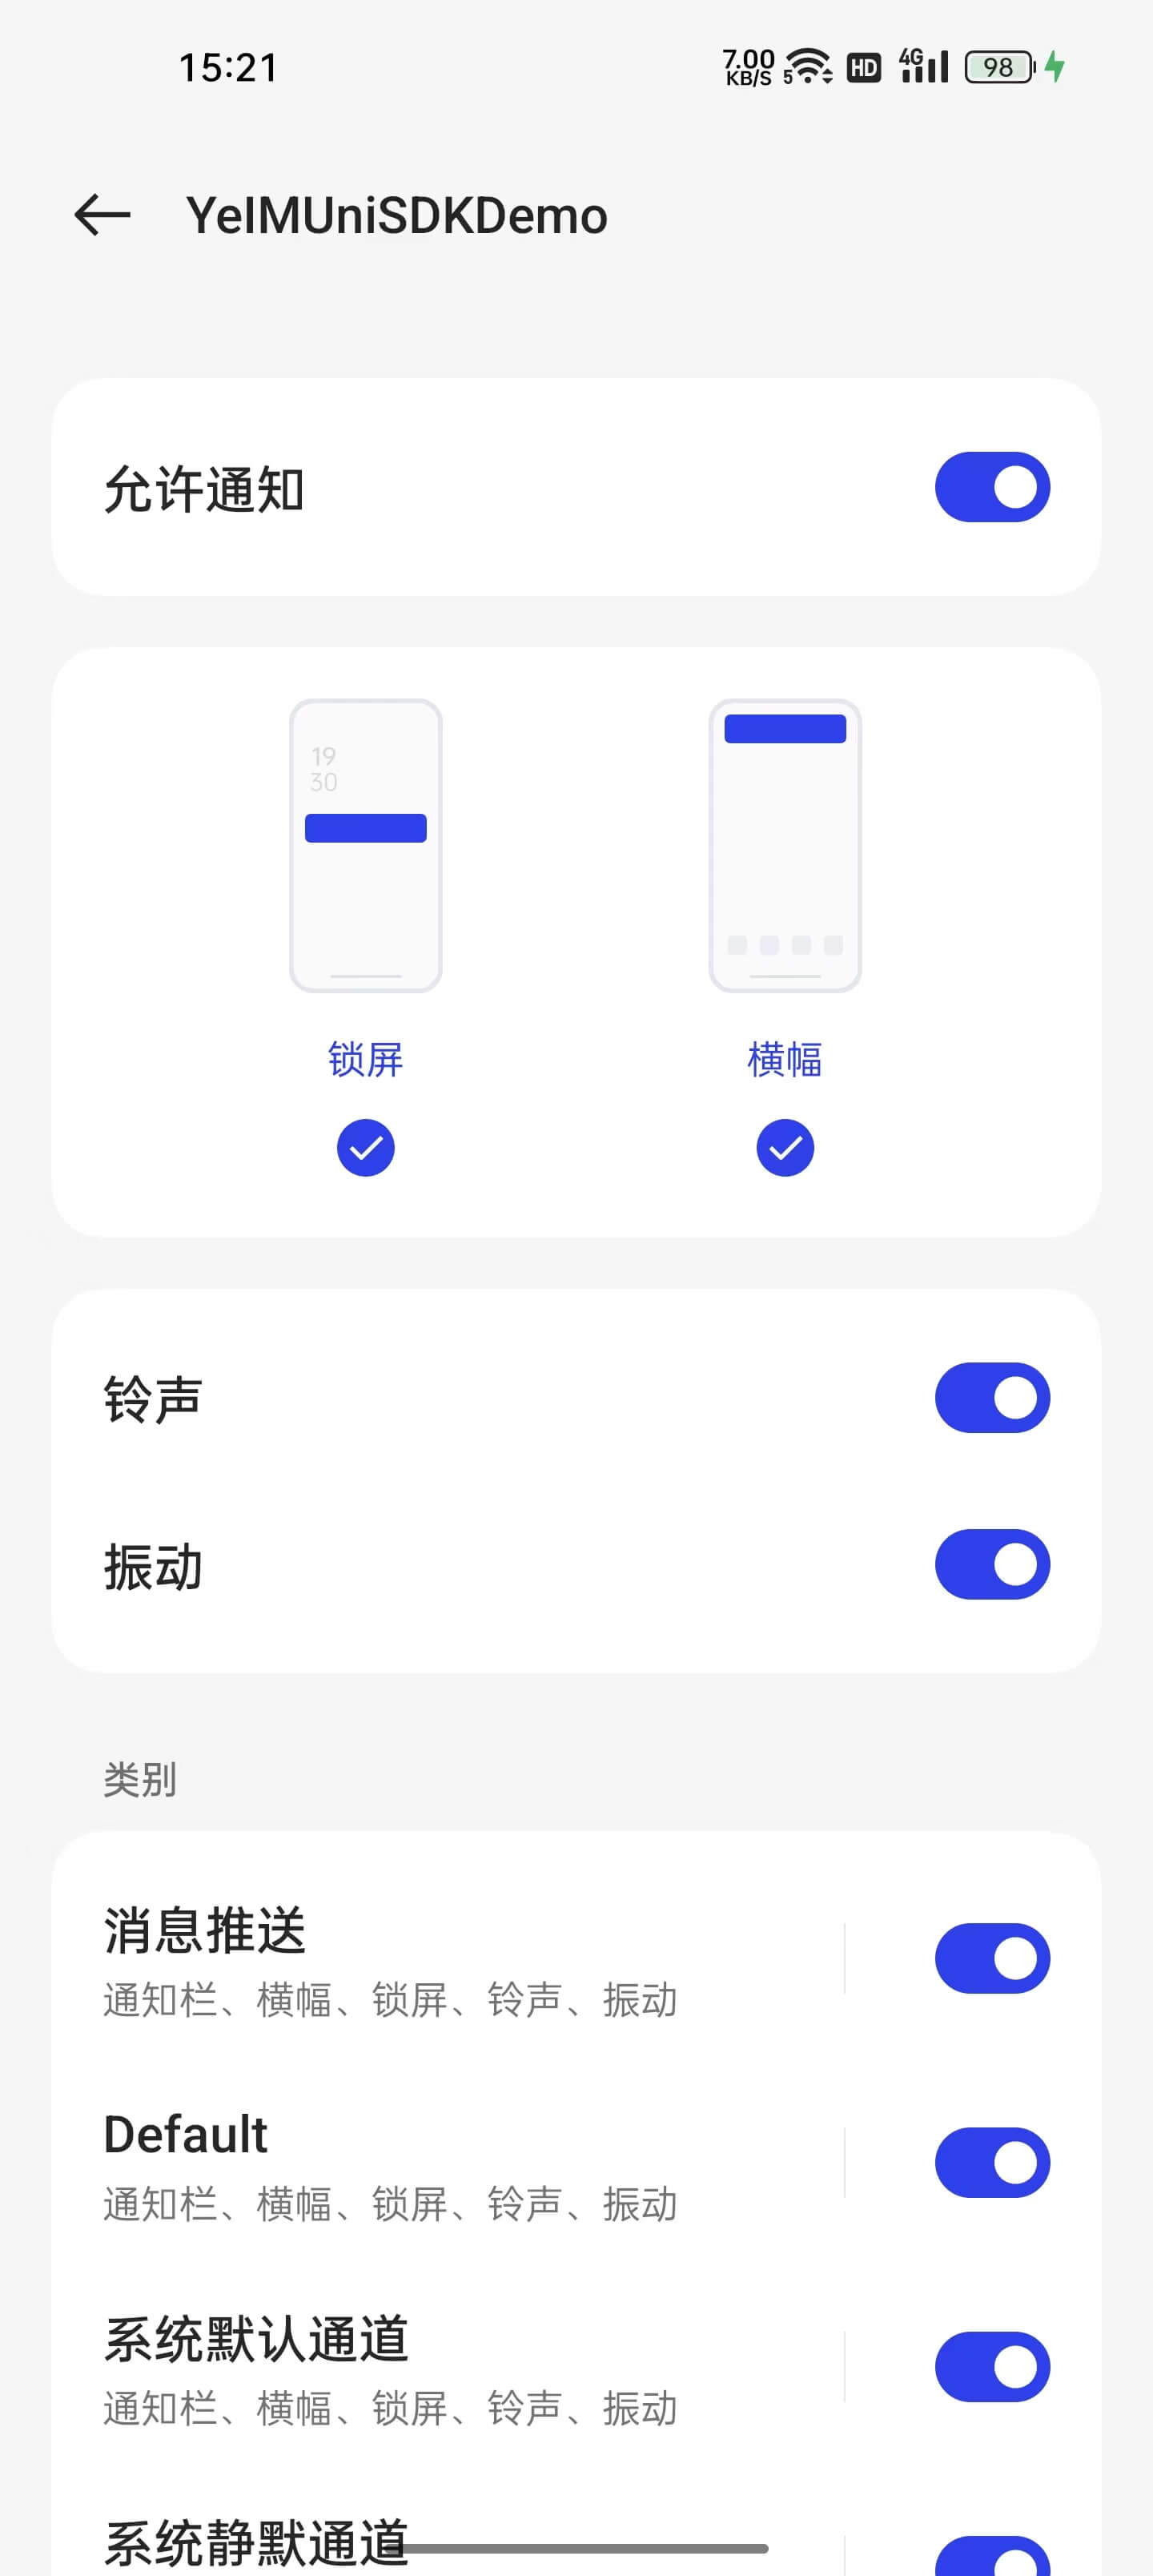 15:21
7.00
KB/S
5
HD
4G
98
YeIMUniSDKDemo
允许通知
19
30
锁屏
横幅
铃声
振动
类别
消息推送
通知栏、横幅、锁屏、铃声、振动
Default
通知栏、横幅、锁屏、铃声、振动
系统默认通道
通知栏、横幅、锁屏、铃声、振动
系统静默通道